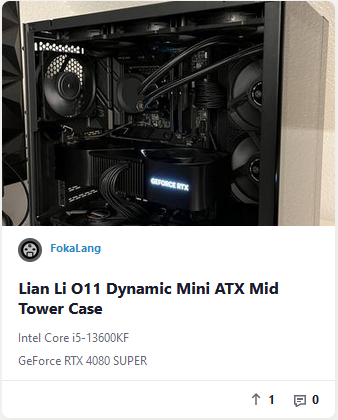 GEFORCE RTX
FokaLang
Lian Li O11 Dynamic Mini ATX Mid
Tower Case
Intel Core i5-13600KF
GeForce RTX 4080 SUPER
1
0